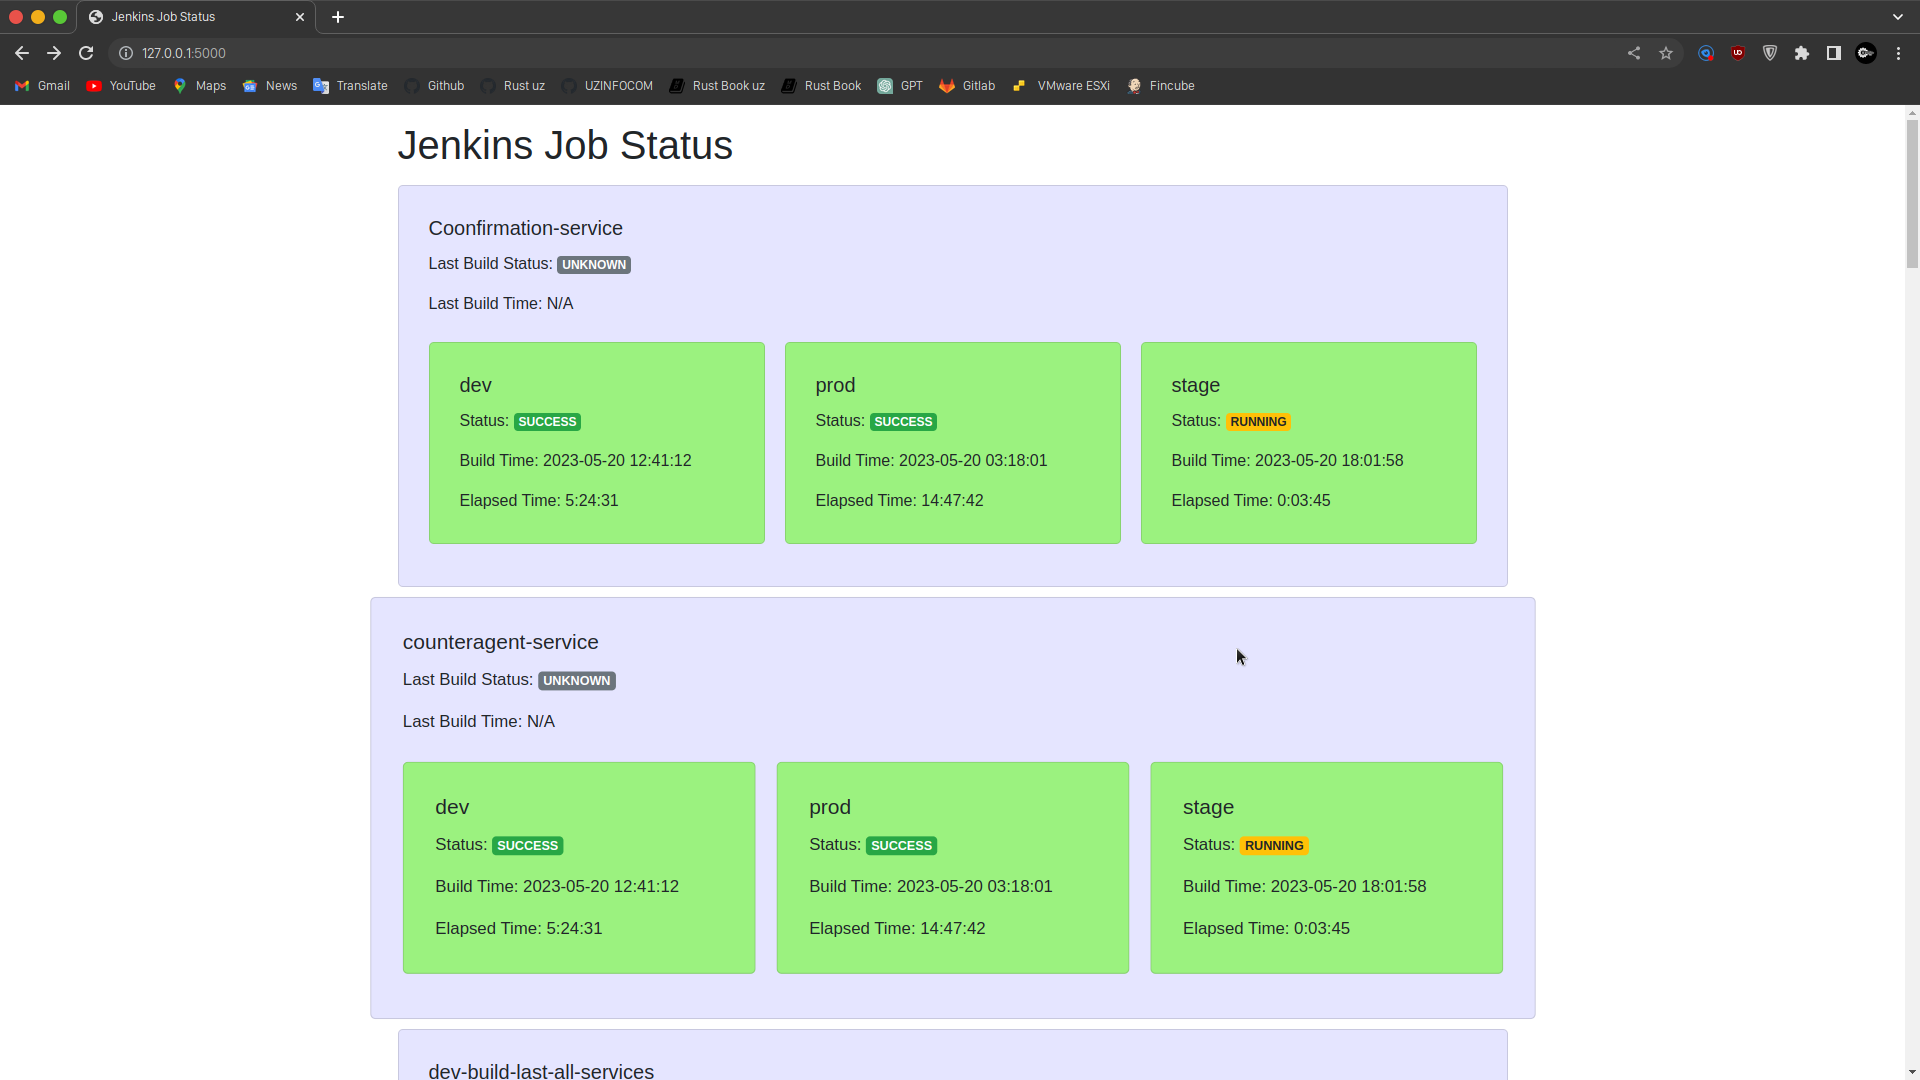 Jenkins Job Status
127.0.0.1:5000
Gmail YouTube Maps News Translate Github Rust uz UZINFOCOM Rust Book uz Rust Book GPT Gitlab VMware ESXi Fincube
Jenkins Job Status
Coonfirmation-service
Last Build Status: UNKNOWN
Last Build Time: N/A
dev
Status: SUCCESS
Build Time: 2023-05-20 12:41:12
Elapsed Time: 5:24:31
prod
Status: SUCCESS
Build Time: 2023-05-20 03:18:01
Elapsed Time: 14:47:42
stage
Status: RUNNING
Build Time: 2023-05-20 18:01:58
Elapsed Time: 0:03:45
counteragent-service
Last Build Status: UNKNOWN
Last Build Time: N/A
dev
Status: SUCCESS
Build Time: 2023-05-20 12:41:12
Elapsed Time: 5:24:31
prod
Status: SUCCESS
Build Time: 2023-05-20 03:18:01
Elapsed Time: 14:47:42
stage
Status: RUNNING
Build Time: 2023-05-20 18:01:58
Elapsed Time: 0:03:45
dev-build-last-all-services